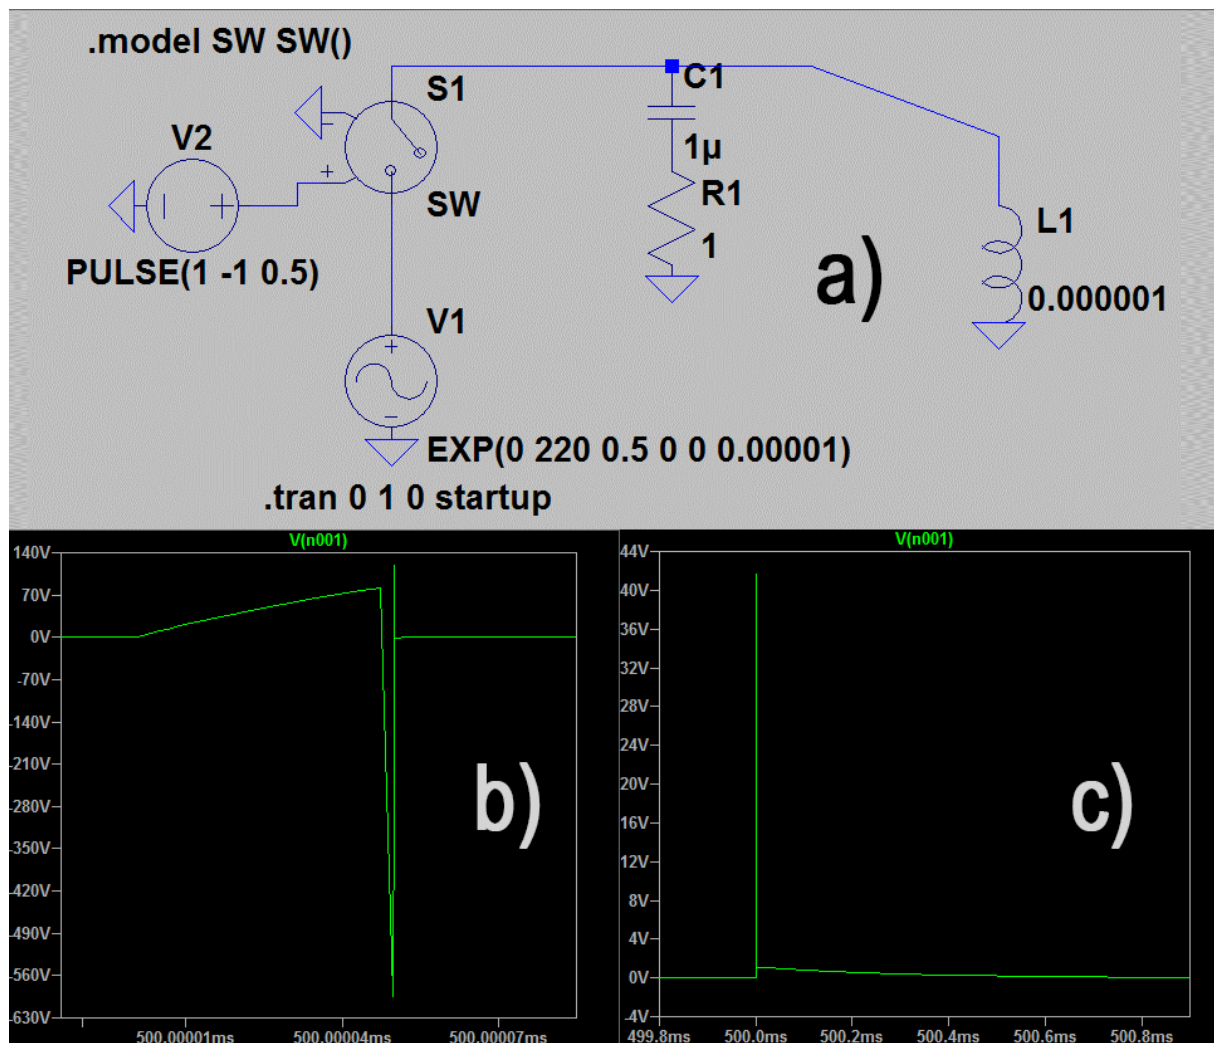 .model SW SW()
S1
C1
V2
1µ
R1
SW
L1
PULSE(1 -1 0.5)
1
a)
0.000001
V1
EXP(0 220 0.5 0 0 0.00001)
.tran 0 1 0 startup
V(n001)
140V
70V
0V
-70V
-140V
-210V
-280V
-350V
-420V
-490V
-560V
-630V
b)
500.00001ms 500.00004ms 500.00007ms
V(n001)
44V
40V
36V
32V
28V
24V
20V
16V
12V
8V
4V
0V
-4V
c)
499.8ms 500.0ms 500.2ms 500.4ms 500.6ms 500.8ms